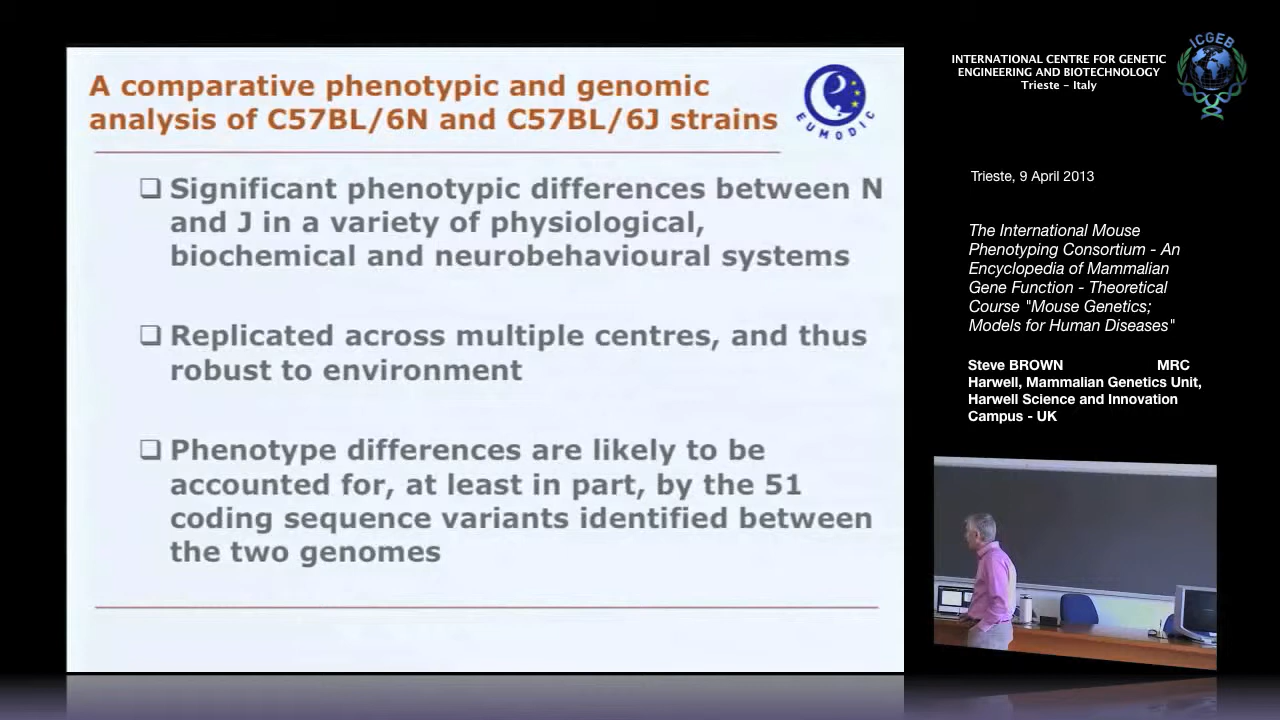 A comparative phenotypic and genomic
analysis of C57BL/6N and C57BL/6J strains
EUMODIC
❑ Significant phenotypic differences between N
and J in a variety of physiological,
biochemical and neurobehavioural systems
❑ Replicated across multiple centres, and thus
robust to environment
❑ Phenotype differences are likely to be
accounted for, at least in part, by the 51
coding sequence variants identified between
the two genomes
INTERNATIONAL CENTRE FOR GENETIC
ENGINEERING AND BIOTECHNOLOGY
Trieste - Italy
ICGEB
Trieste, 9 April 2013
The International Mouse
Phenotyping Consortium - An
Encyclopedia of Mammalian
Gene Function - Theoretical
Course "Mouse Genetics;
Models for Human Diseases"
Steve BROWN MRC
Harwell, Mammalian Genetics Unit,
Harwell Science and Innovation
Campus - UK